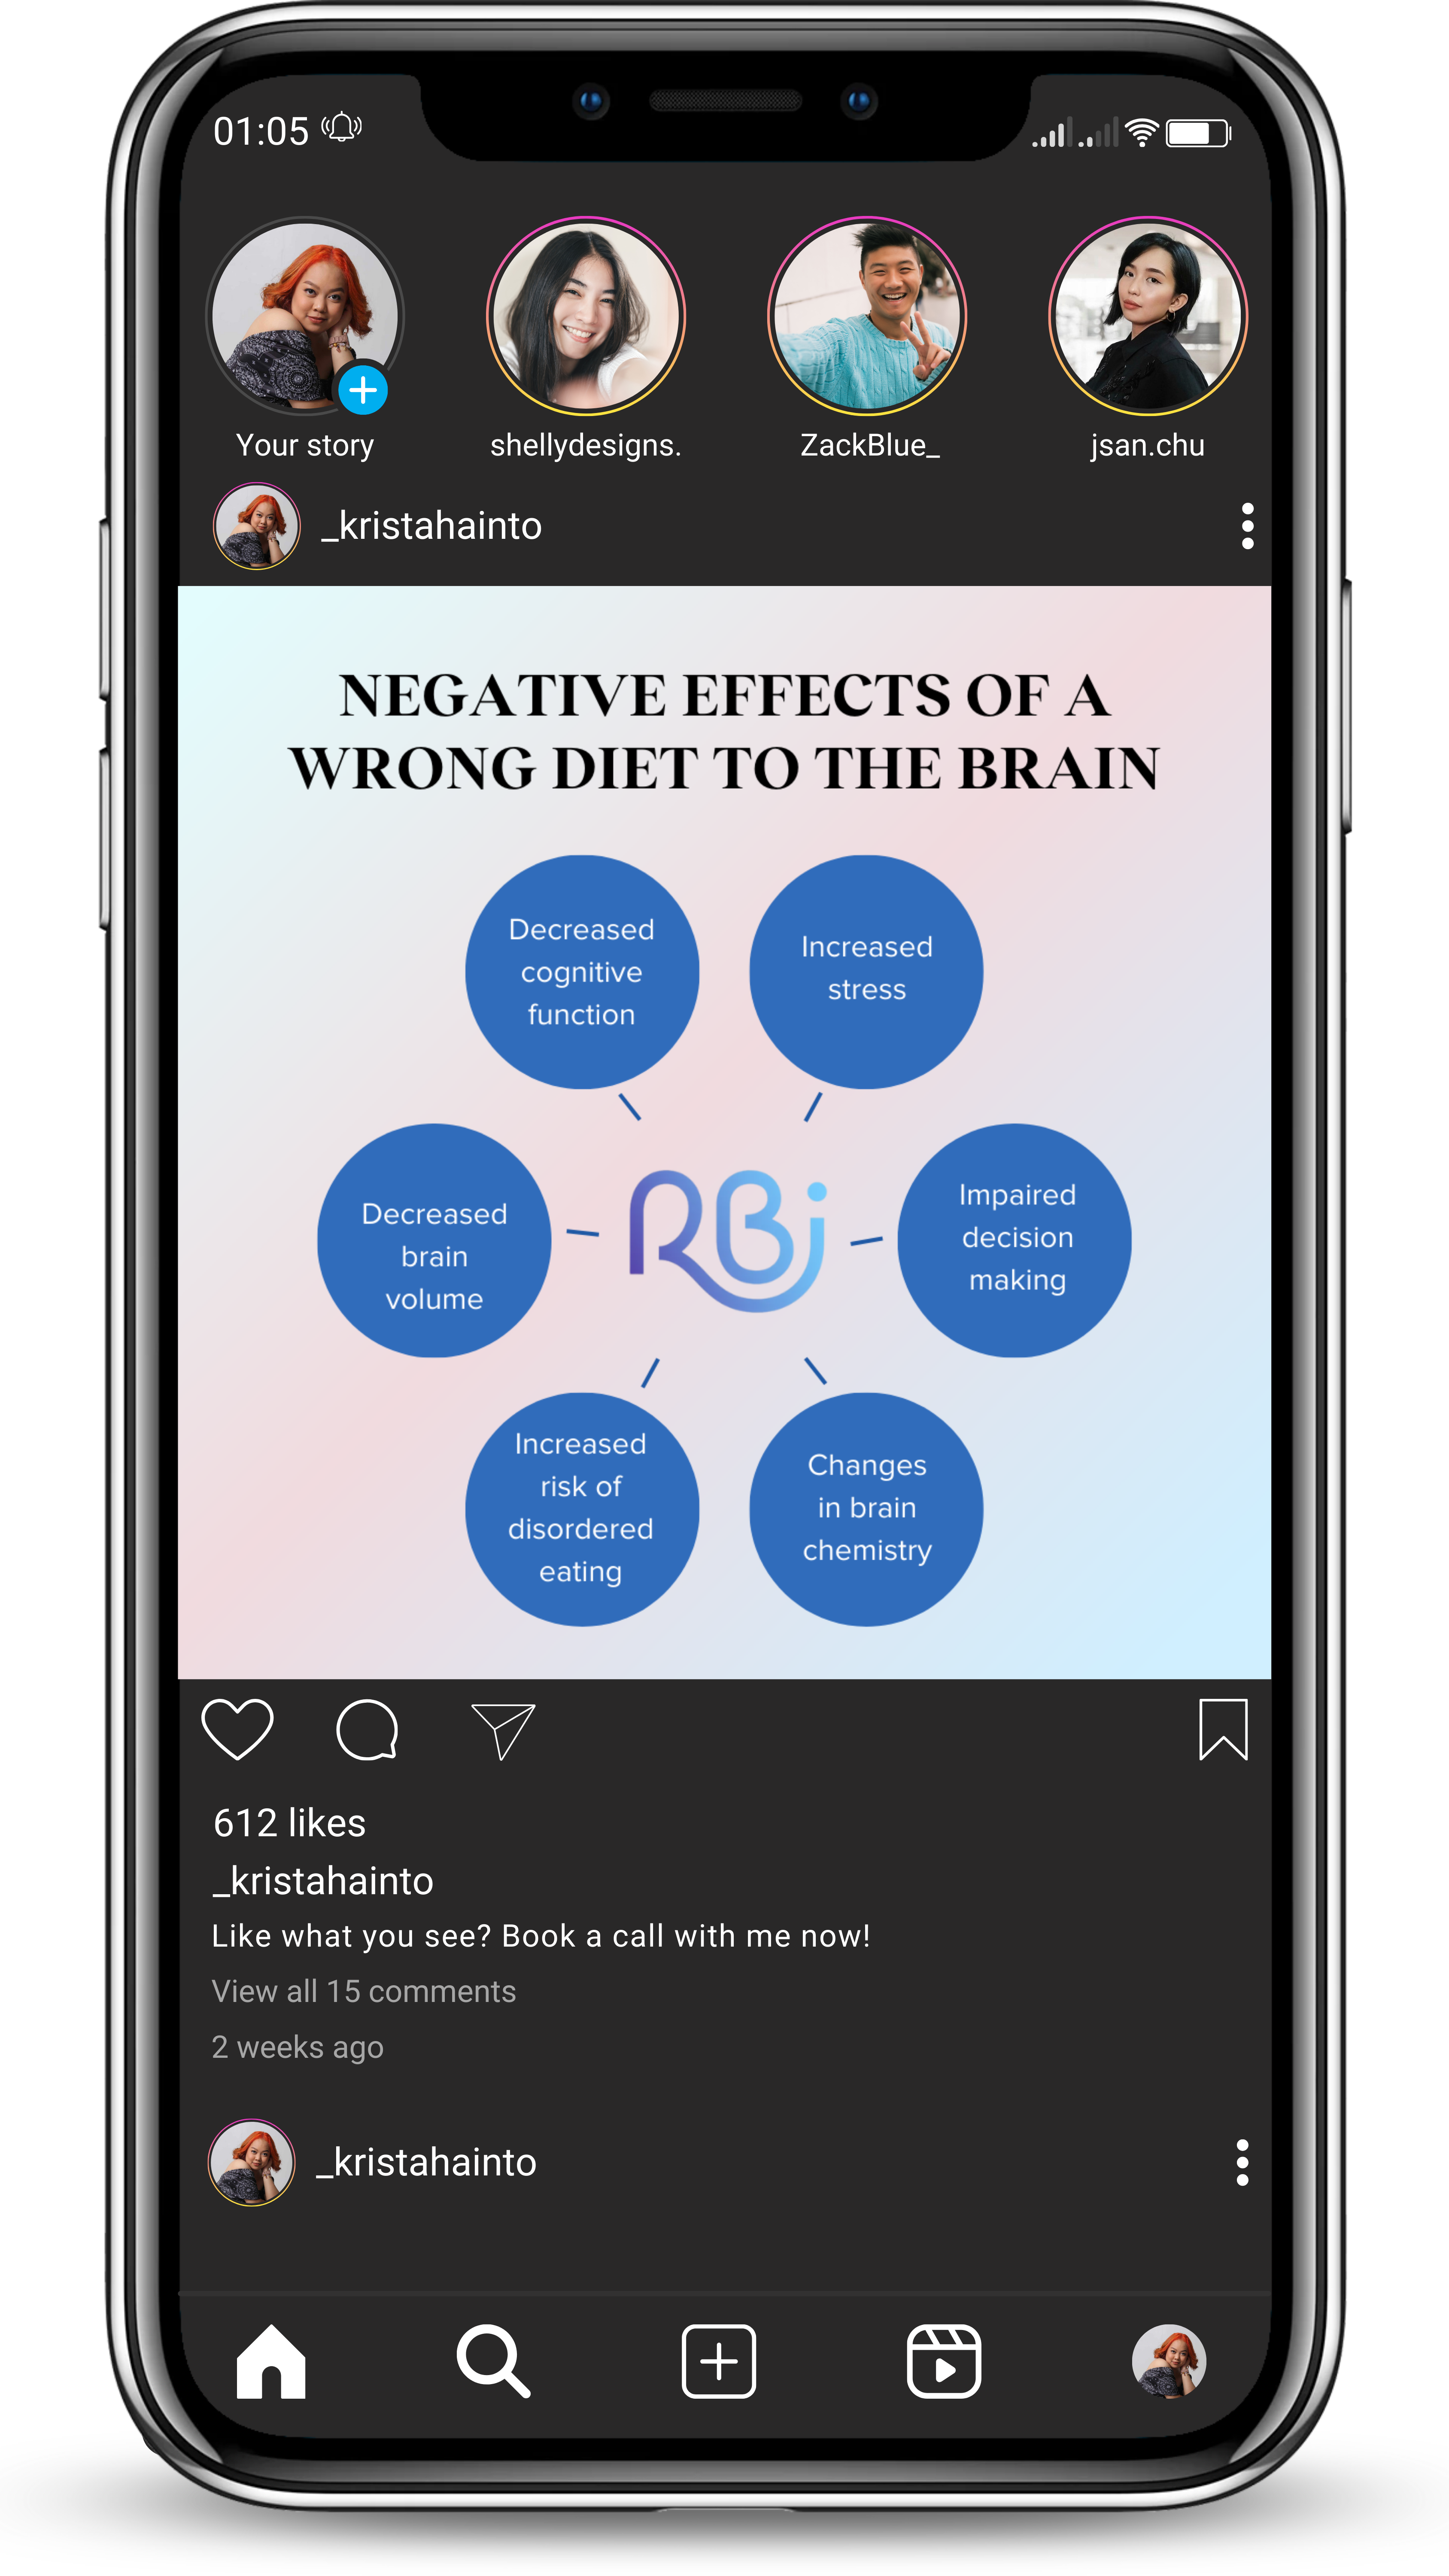 01:05
Your story
shellydesigns.
ZackBlue_
jsan.chu
_kristahainto
NEGATIVE EFFECTS OF A
WRONG DIET TO THE BRAIN
Decreased
cognitive
function
Increased
stress
Decreased
brain
volume
RBi
Impaired
decision
making
Increased
risk of
disordered
eating
Changes
in brain
chemistry
612 likes
_kristahainto
Like what you see? Book a call with me now!
View all 15 comments
2 weeks ago
_kristahainto